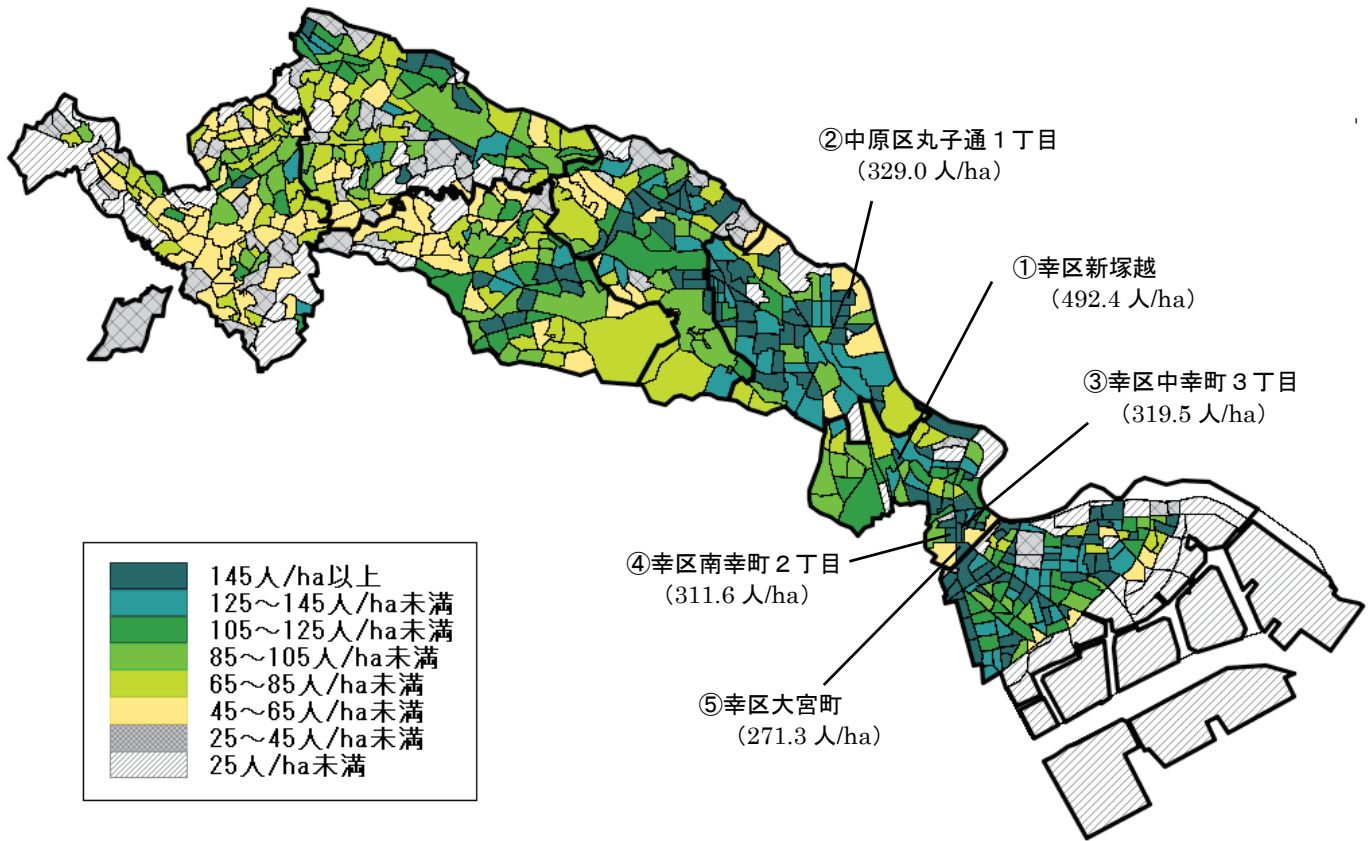 ②中原区丸子通１丁目
（329.0 人/ha）
①幸区新塚越
（492.4 人/ha）
③幸区中幸町３丁目
（319.5 人/ha）
④幸区南幸町２丁目
（311.6 人/ha）
⑤幸区大宮町
（271.3 人/ha）
145人/ha以上
125～145人/ha未満
105～125人/ha未満
85～105人/ha未満
65～85人/ha未満
45～65人/ha未満
25～45人/ha未満
25人/ha未満